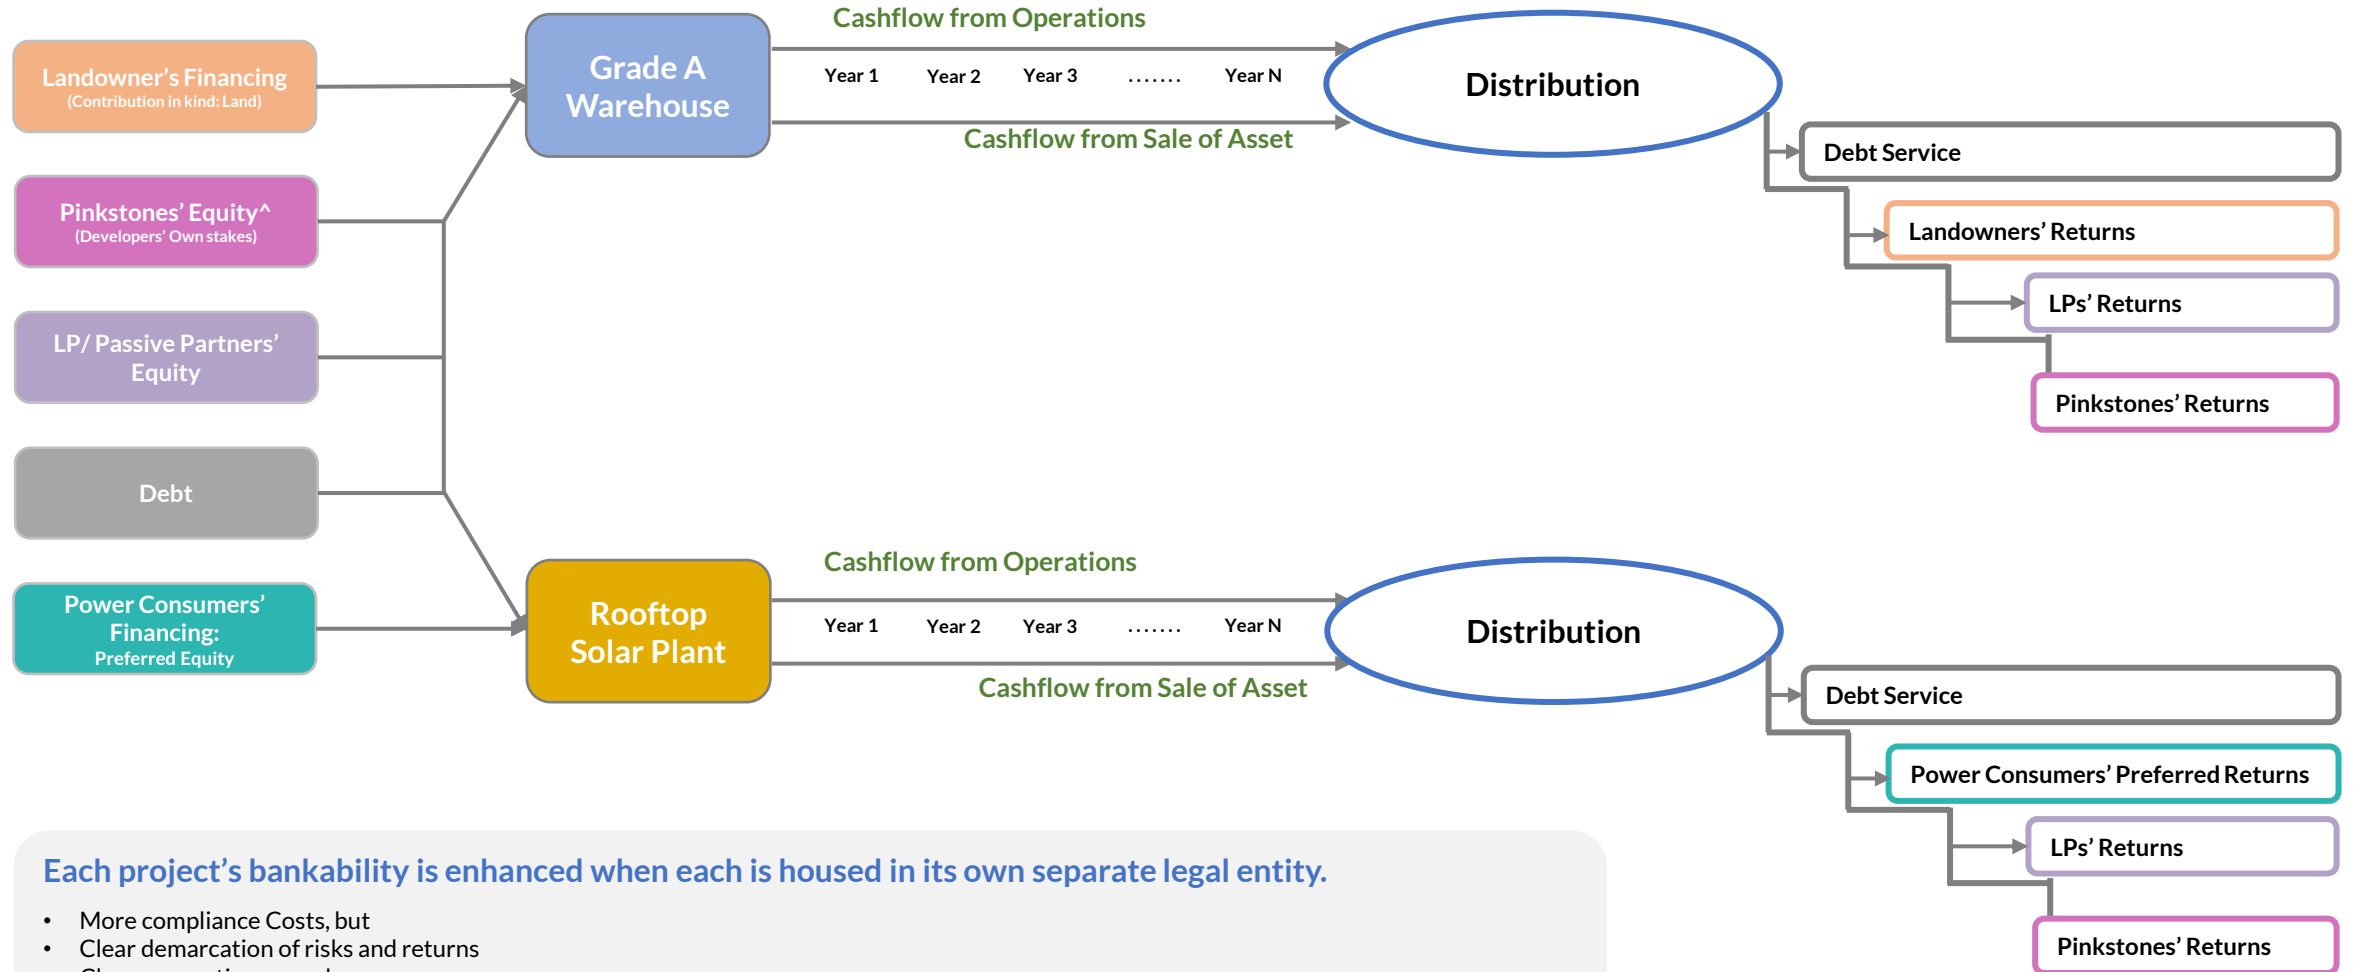 Cashflow from Operations
Landowner's Financing
(Contribution in kind: Land)
Grade A
Warehouse
Year 1 Year 2 Year 3 ....... Year N
Distribution
Cashflow from Sale of Asset
Debt Service
Pinkstones' Equity^
(Developers' Own stakes)
Landowners' Returns
LPs' Returns
LP/ Passive Partners'
Equity
Pinkstones' Returns
Debt
Cashflow from Operations
Power Consumers'
Financing:
Preferred Equity
Rooftop
Solar Plant
Year 1 Year 2 Year 3 ....... Year N
Distribution
Cashflow from Sale of Asset
Debt Service
Power Consumers' Preferred Returns
LPs' Returns
Pinkstones' Returns
Each project's bankability is enhanced when each is housed in its own separate legal entity.
• More compliance Costs, but
• Clear demarcation of risks and returns